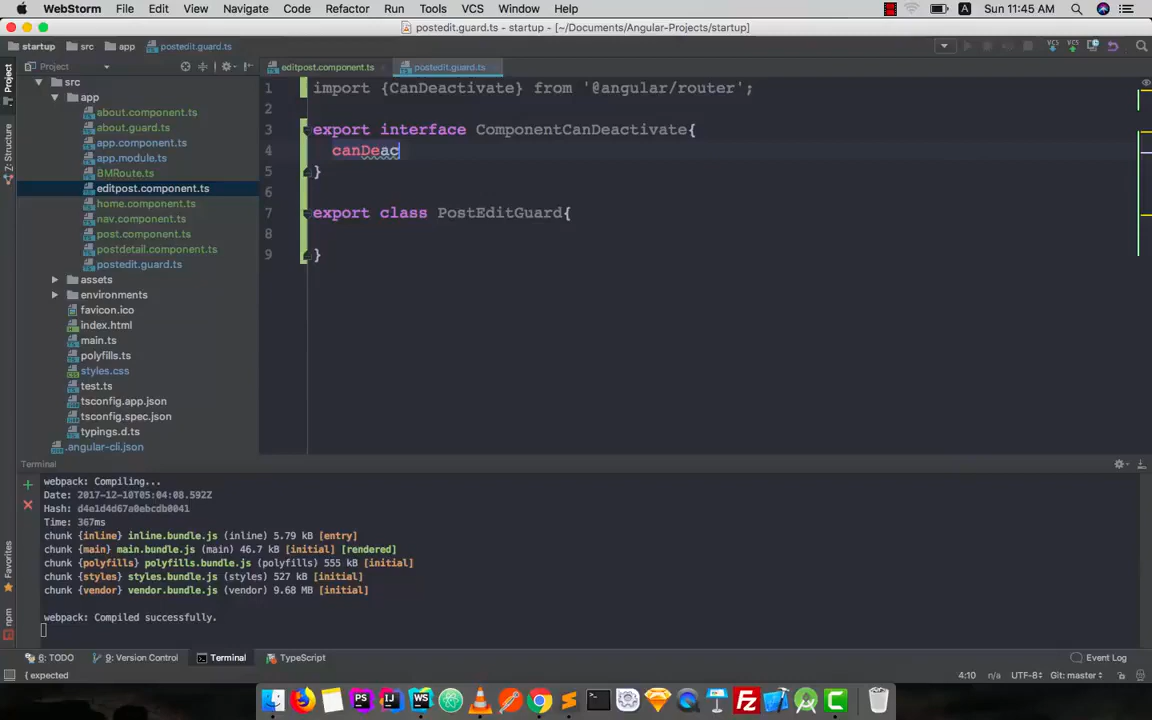 WebStorm File Edit View Navigate Code Refactor Run Tools VCS Window Help A Sun 11:45 AM
postedit.guard.ts - startup - [~/Documents/Angular-Projects/startup]
startup src app postedit.guard.ts
Project editpost.component.ts postedit.guard.ts
1: Project
Z: Structure
Favorites
npm
src
app
about.component.ts
about.guard.ts
app.component.ts
app.module.ts
BMRoute.ts
editpost.component.ts
home.component.ts
nav.component.ts
post.component.ts
postdetail.component.ts
postedit.guard.ts
assets
environments
favicon.ico
index.html
main.ts
polyfills.ts
styles.css
test.ts
tsconfig.app.json
tsconfig.spec.json
typings.d.ts
.angular-cli.json
1 import {CanDeactivate} from '@angular/router';
2
3 export interface ComponentCanDeactivate{
4 canDeac
5 }
6
7 export class PostEditGuard{
8
9 }
Terminal
webpack: Compiling...
Date: 2017-12-10T05:04:08.592Z
Hash: d4e1d4d67a0ebcdb0041
Time: 367ms
chunk {inline} inline.bundle.js (inline) 5.79 kB [entry]
chunk {main} main.bundle.js (main) 46.7 kB [initial] [rendered]
chunk {polyfills} polyfills.bundle.js (polyfills) 555 kB [initial]
chunk {styles} styles.bundle.js (styles) 527 kB [initial]
chunk {vendor} vendor.bundle.js (vendor) 9.68 MB [initial]
webpack: Compiled successfully.
6: TODO 9: Version Control Terminal TypeScript Event Log
{ expected 4:10 n/a UTF-8 Git: master
PS IJ WS FZ C